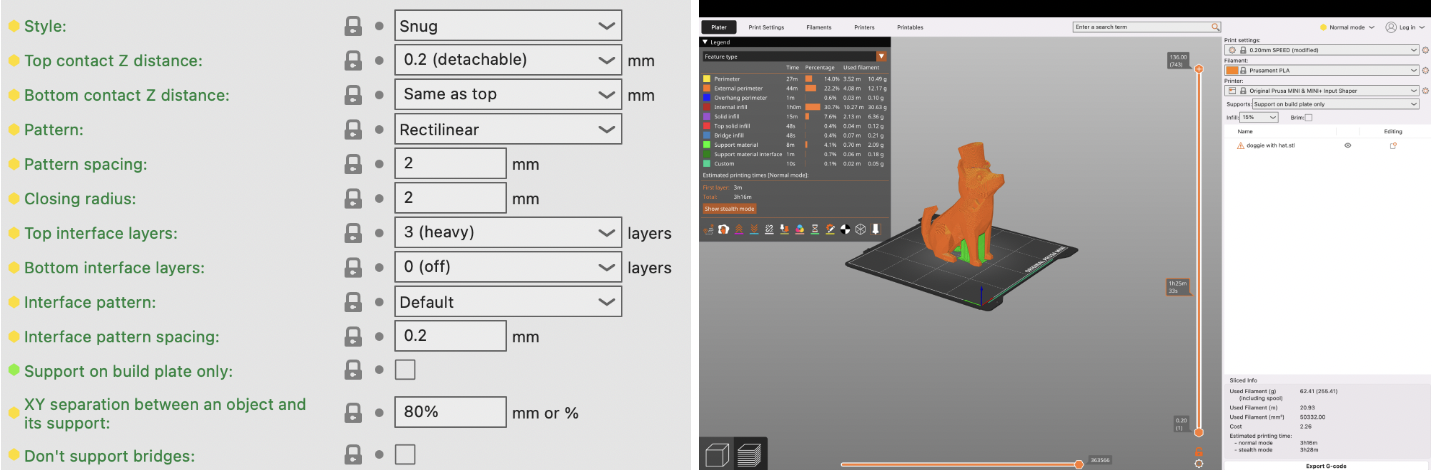 Style:
Snug
Top contact Z distance:
0.2 (detachable)
mm
Bottom contact Z distance:
Same as top
mm
Pattern:
Rectilinear
Pattern spacing:
2
mm
Closing radius:
2
mm
Top interface layers:
3 (heavy)
layers
Bottom interface layers:
0 (off)
layers
Interface pattern:
Default
Interface pattern spacing:
0.2
mm
Support on build plate only:
XY separation between an object and
its support:
80%
mm or %
Don't support bridges:
Plater
Print Settings
Filaments
Printers
Printables
Enter a search term
Normal mode
Log in
Legend
Feature type
Time Percentage Used filament
Perimeter 27m 14.0% 3.52 m 10.49 g
External perimeter 44m 22.2% 4.08 m 12.17 g
Overhang perimeter 1m 0.6% 0.03 m 0.10 g
Internal infill 1h0m 30.7% 10.27 m 30.63 g
Solid infill 15m 7.6% 2.13 m 6.36 g
Top solid infill 48s 0.4% 0.04 m 0.12 g
Bridge infill 48s 0.4% 0.07 m 0.21 g
Support material 8m 4.1% 0.70 m 2.09 g
Support material interface 1m 0.7% 0.06 m 0.18 g
Custom 10s 0.1% 0.02 m 0.05 g
Estimated printing times [Normal mode]:
First layer: 3m
Total: 3h16m
Show stealth mode
136.00
(743)
1h25m
33s
0.20
(1)
363586
ORIGINAL PRUSA MINI
Print settings:
0.20mm SPEED (modified)
Filament:
Prusament PLA
Printer:
Original Prusa MINI & MINI+ Input Shaper
Supports: Support on build plate only
Infill: 15%
Brim:
Name
Editing
doggie with hat.stl
Sliced Info
Used Filament (g) 62.41 (255.41)
(including spool)
Used Filament (m) 20.93
Used Filament (mm³) 50332.00
Cost 2.26
Estimated printing time:
- normal mode 3h16m
- stealth mode 3h28m
Export G-code